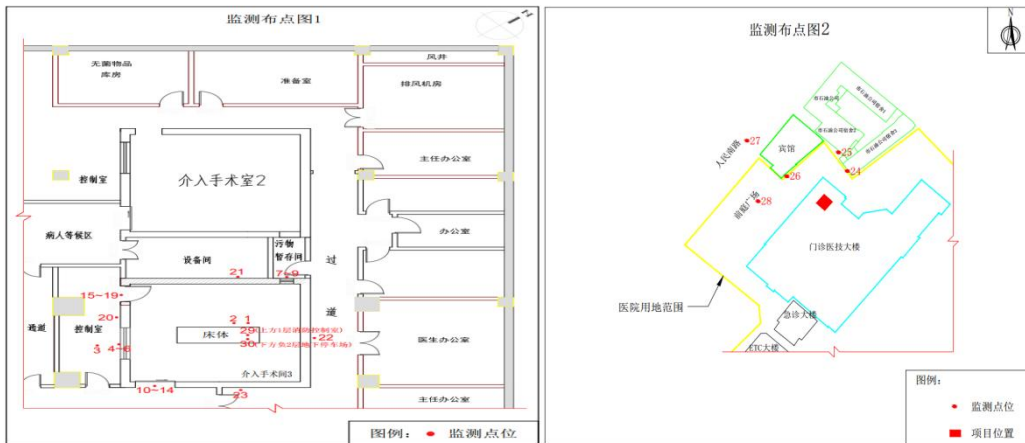 监测布点图1
无菌物品
库房
准备室
风井
排风机房
主任办公室
控制室
介入手术室2
病人等候区
设备间
污物
暂存间
过
道
办公室
21
7~9
15~19
20
通道
控制室
3
4~6
2 1
床体
29(上方1层消防控制室)
30(下方负2层地下停车场)
22
介入手术间3
医生办公室
10~14
23
主任办公室
图例： 监测点位
监测布点图2
N
27
人民南路
宾馆
25
24
26
28
前庭广场
门诊医技大楼
医院用地范围
急诊大楼
ETC大楼
图例：
监测点位
项目位置